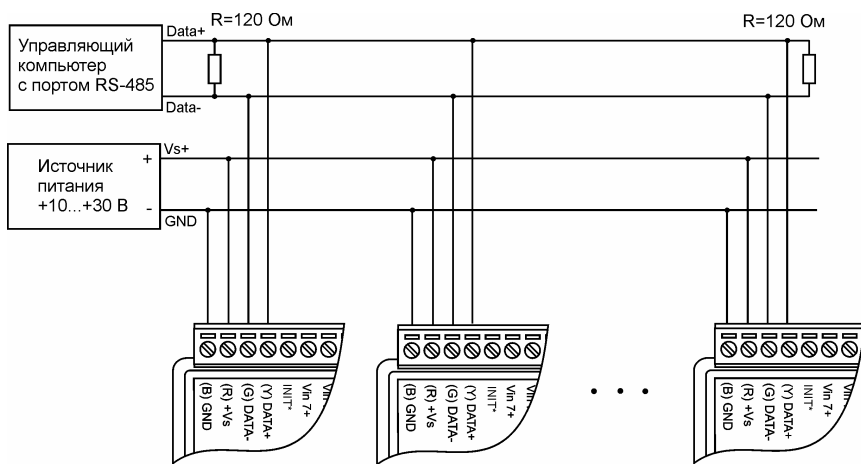 R=120 Ом
R=120 Ом
Data+
Управляющий
компьютер
с портом RS-485
Data-
Vs+
Источник
питания
+10...+30 В
+
-
GND
(B) GND
(R) +Vs
(G) DATA-
(Y) DATA+
INIT*
Vin 7+
(B) GND
(R) +Vs
(G) DATA-
(Y) DATA+
INIT*
Vin 7+
(B) GND
(R) +Vs
(G) DATA-
(Y) DATA+
INIT*
Vin 7+